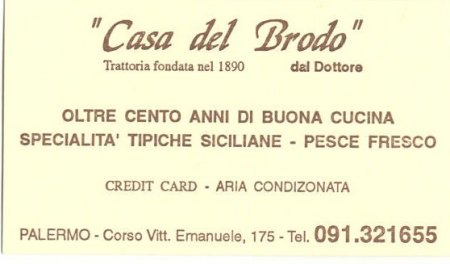 "Casa del Brodo"
Trattoria fondata nel 1890 dal Dottore
OLTRE CENTO ANNI DI BUONA CUCINA
SPECIALITA' TIPICHE SICILIANE - PESCE FRESCO
CREDIT CARD - ARIA CONDIZONATA
PALERMO - Corso Vitt. Emanuele, 175 - Tel. 091.321655